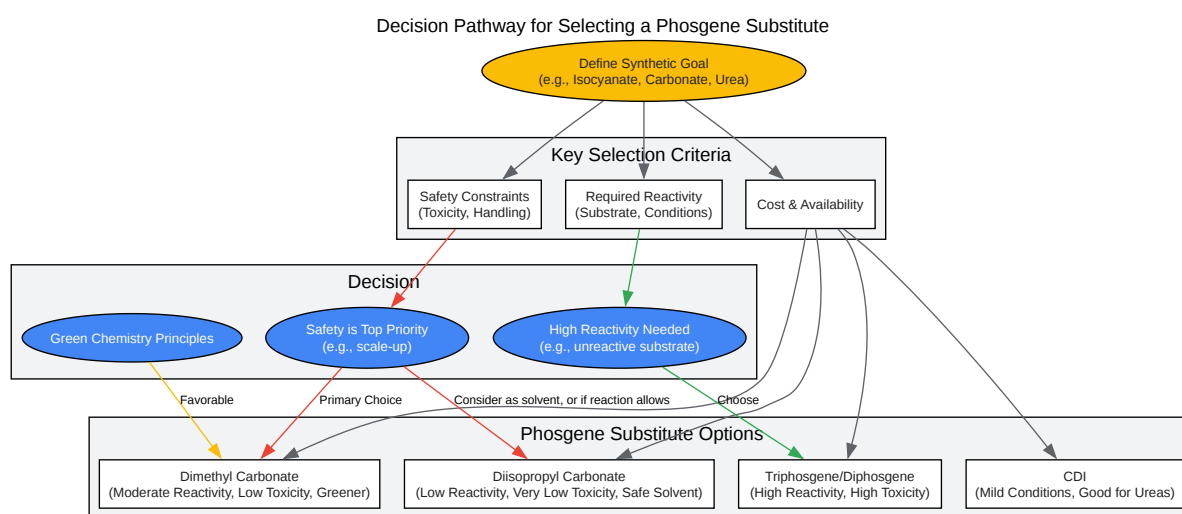 Decision Pathway for Selecting a Phosgene Substitute
Define Synthetic Goal
(e.g., Isocyanate, Carbonate, Urea)
Key Selection Criteria
Safety Constraints
(Toxicity, Handling)
Required Reactivity
(Substrate, Conditions)
Cost & Availability
Decision
Green Chemistry Principles
Safety is Top Priority
(e.g., scale-up)
High Reactivity Needed
(e.g., unreactive substrate)
Favorable
Primary Choice
Consider as solvent, or if reaction allows
Choose
Phosgene Substitute Options
Dimethyl Carbonate
(Moderate Reactivity, Low Toxicity, Greener)
Diisopropyl Carbonate
(Low Reactivity, Very Low Toxicity, Safe Solvent)
Triphosgene/Diphosgene
(High Reactivity, High Toxicity)
CDI
(Mild Conditions, Good for Ureas)